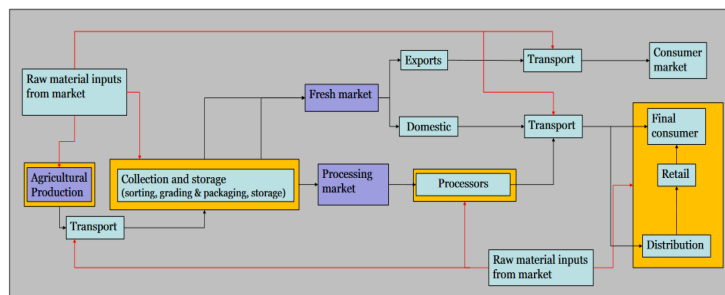 Raw material inputs
from market
Exports
Transport
Consumer
market
Fresh market
Domestic
Transport
Final
consumer
Agricultural
Production
Collection and storage
(sorting, grading & packaging, storage)
Processing
market
Processors
Retail
Transport
Distribution
Raw material inputs
from market